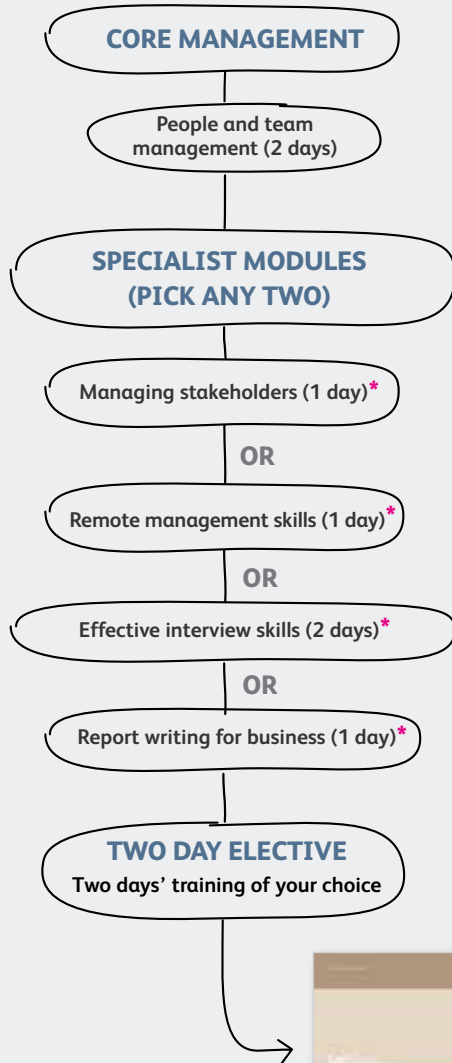 CORE MANAGEMENT
People and team
management (2 days)
SPECIALIST MODULES
(PICK ANY TWO)
Managing stakeholders (1 day)*
OR
Remote management skills (1 day)*
OR
Effective interview skills (2 days)*
OR
Report writing for business (1 day)*
TWO DAY ELECTIVE
Two days’ training of your choice